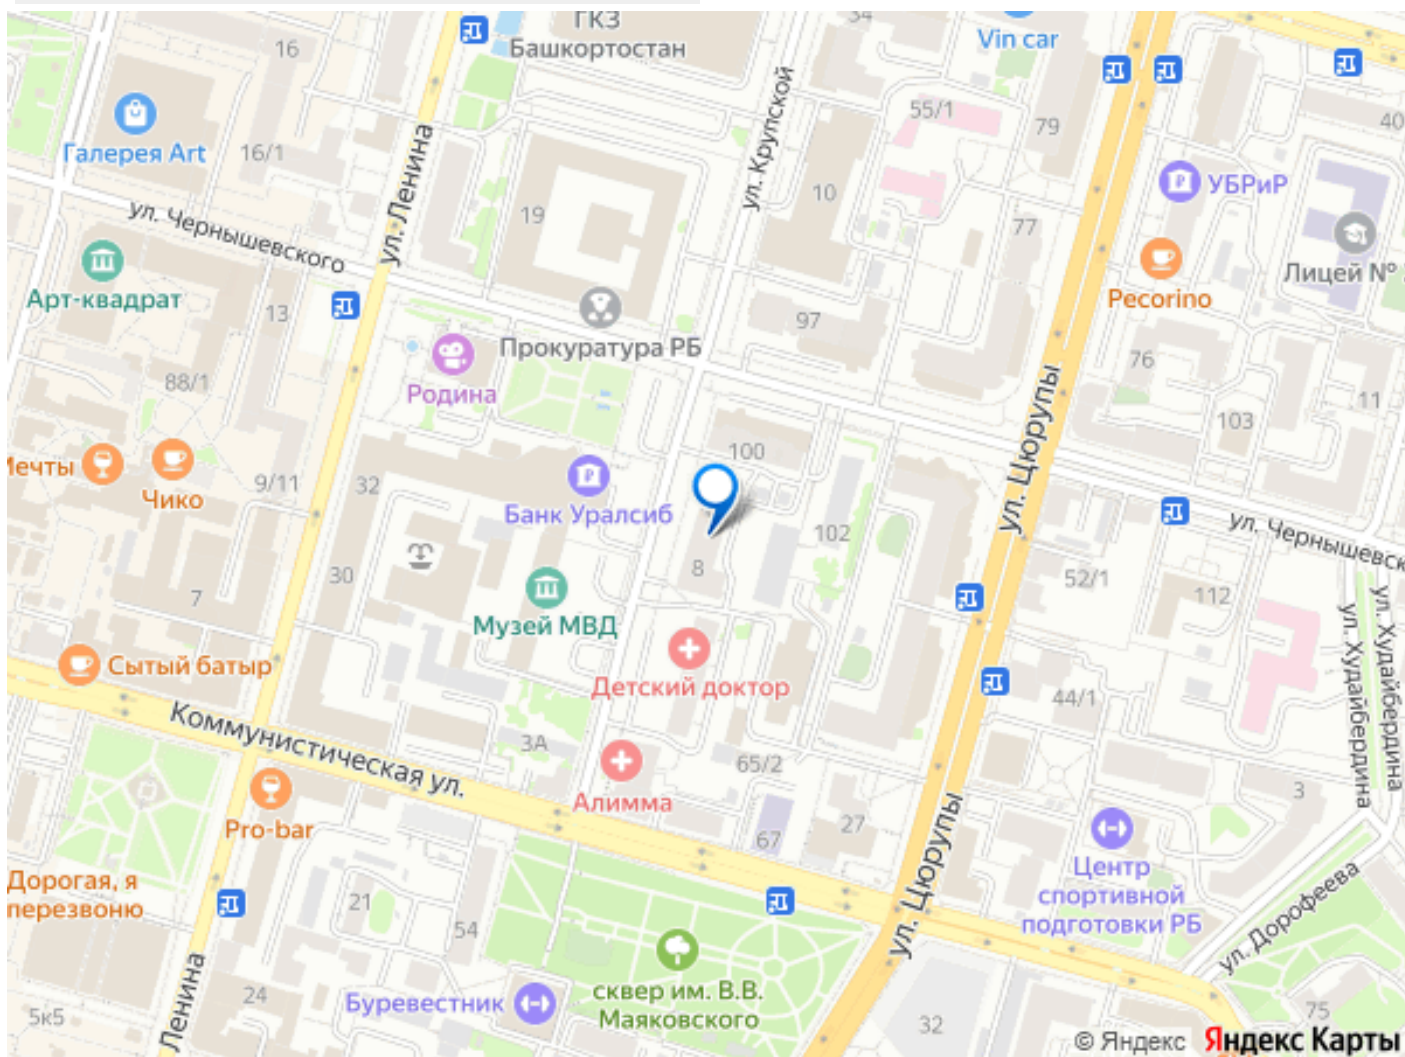 ГКЗ
Башкортостан
34
Vin car
16
55/1
79
40
Галерея Art
16/1
ул. Ленина
ул. Крупской
10
УБРиР
19
77
ул. Чернышевского
Лицей №
Арт-квадрат
Pecorino
13
97
Прокуратура РБ
76
88/1
Родина
ул. Цюрупы
11
103
100
Мечты
Чико
9/11
32
Банк Уралсиб
102
ул. Чернышевск
8
30
52/1
112
7
Музей МВД
ул. Худайбердина
ул. Худайбердина
Сытый батыр
Детский доктор
44/1
Коммунистическая ул.
3А
65/2
Алимма
3
Pro-bar
67
27
ул. Цюрупы
Центр
спортивной
подготовки РБ
Дорогая, я
перезвоню
21
54
ул. Дорофеева
Ленина
24
Буревестник
сквер им. В.В.
Маяковского
5к5
32
75
© Яндекс Яндекс Карты